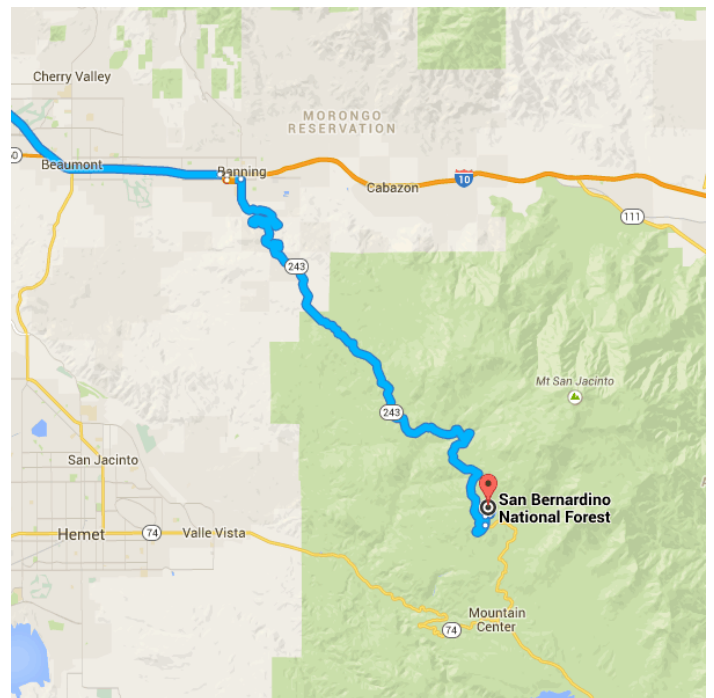 Cherry Valley
MORONGO
RESERVATION
Beaumont
Banning
Cabazon
10
111
243
Mt San Jacinto
243
San Jacinto
San Bernardino
National Forest
Hemet
74
Valle Vista
Mountain
Center
74